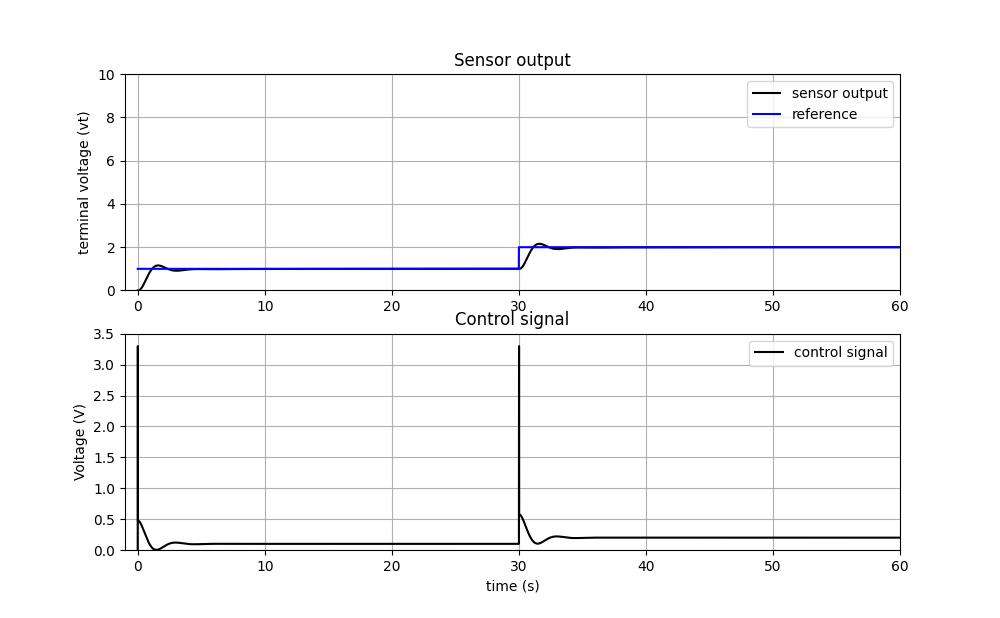 Sensor output
10
8
6
4
2
0
terminal voltage (vt)
sensor output
reference
0 10 20 30 40 50 60
Control signal
3.5
3.0
2.5
2.0
1.5
1.0
0.5
0.0
Voltage (V)
control signal
0 10 20 30 40 50 60
time (s)